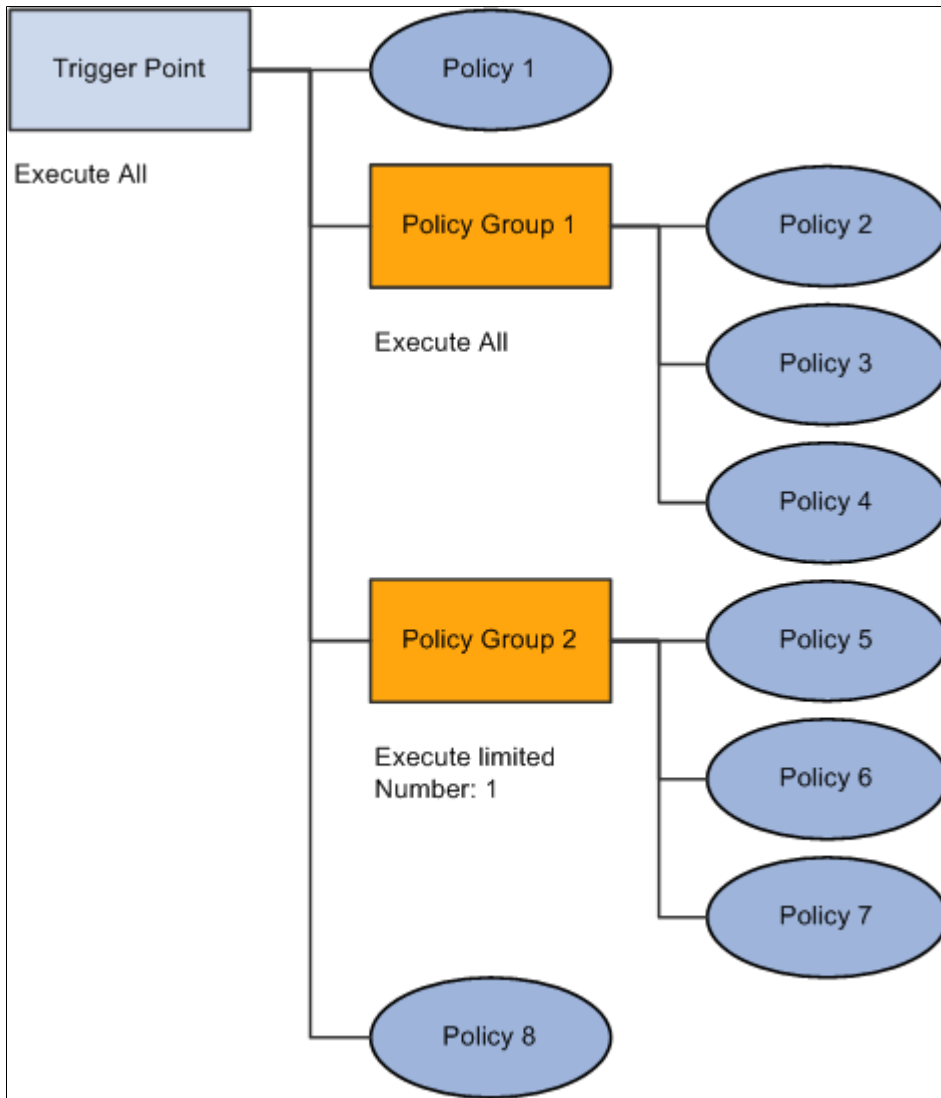 Trigger Point
Policy 1
Execute All
Policy Group 1
Policy 2
Execute All
Policy 3
Policy 4
Policy Group 2
Policy 5
Execute limited
Number: 1
Policy 6
Policy 7
Policy 8